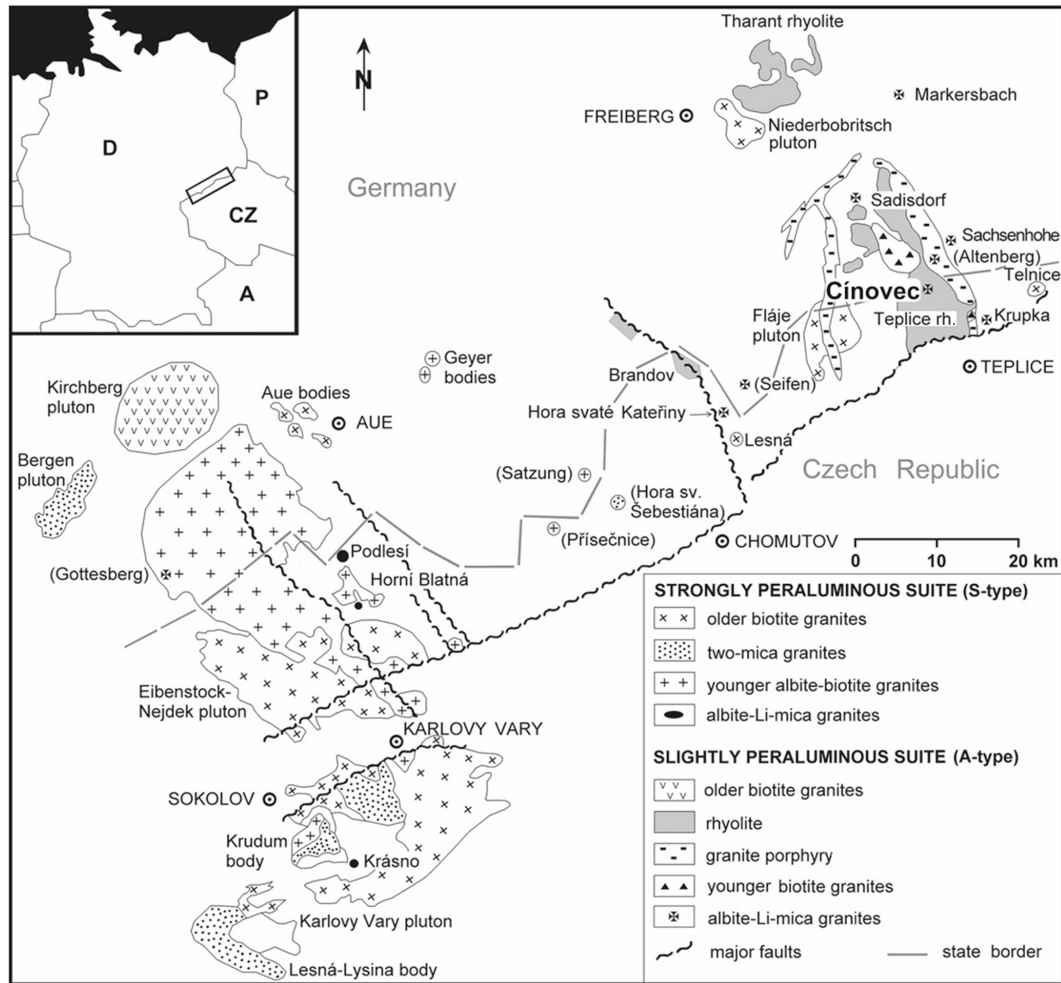 P
D
CZ
A
N
Germany
Tharant rhyolite
FREIBERG
Markersbach
Niederbobritsch
pluton
Sadisdorf
Sachsenhohe
(Altenberg)
Telnice
Cínovec
Teplice rh.
Krupka
Fláje
pluton
TEPLICE
Geyer
bodies
Brandov
(Seifen)
Kirchberg
pluton
Aue bodies
AUE
Hora svaté Kateřiny
Lesná
Bergen
pluton
Czech Republic
(Satzung)
(Hora sv.
Šebestiána)
(Přísečnice)
CHOMUTOV
0 10 20 km
Podlesí
(Gottesberg)
Horní Blatná
Eibenstock-
Nejdek pluton
KARLOVY VARY
SOKOLOV
Krudum
body
Krásno
Karlovy Vary pluton
Lesná-Lysina body
STRONGLY PERALUMINOUS SUITE (S-type)
older biotite granites
two-mica granites
younger albite-biotite granites
albite-Li-mica granites
SLIGHTLY PERALUMINOUS SUITE (A-type)
older biotite granites
rhyolite
granite porphyry
younger biotite granites
albite-Li-mica granites
major faults
state border